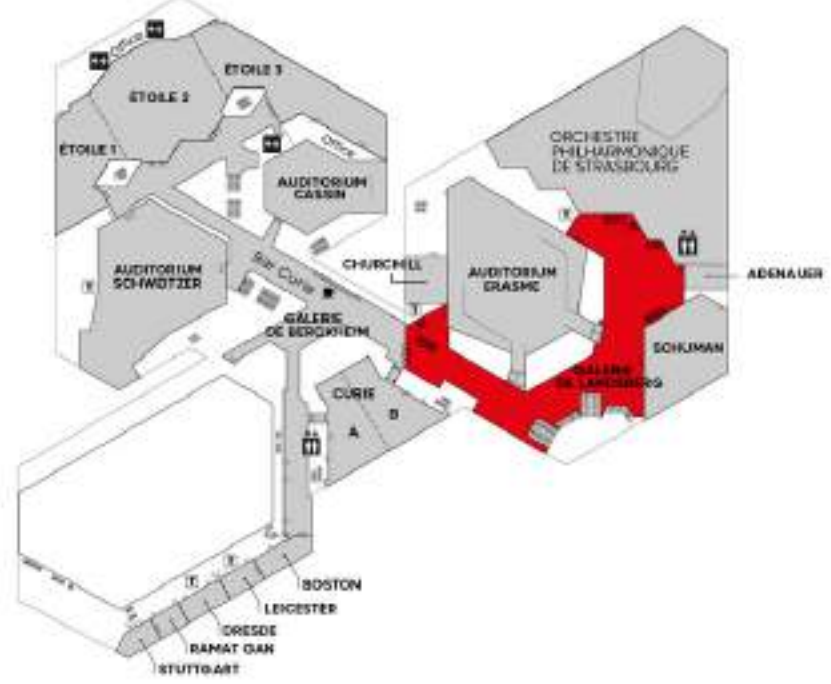 Office
ÉTOILE 3
ÉTOILE 2
ÉTOILE 1
Office
AUDITORIUM
CASSIN
ORCHESTRE
PHILHARMONIQUE
DE STRASBOURG
AUDITORIUM
SCHWEITZER
Bar Curie
CHURCHILL
AUDITORIUM
ERASME
ADENAUER
GALERIE
DE BERGKHEIM
SCHUMAN
GALERIE
DE LANDSBERG
CURIE
A
B
BOSTON
LEICESTER
DRESDE
RAMAT GAN
STUTTGART